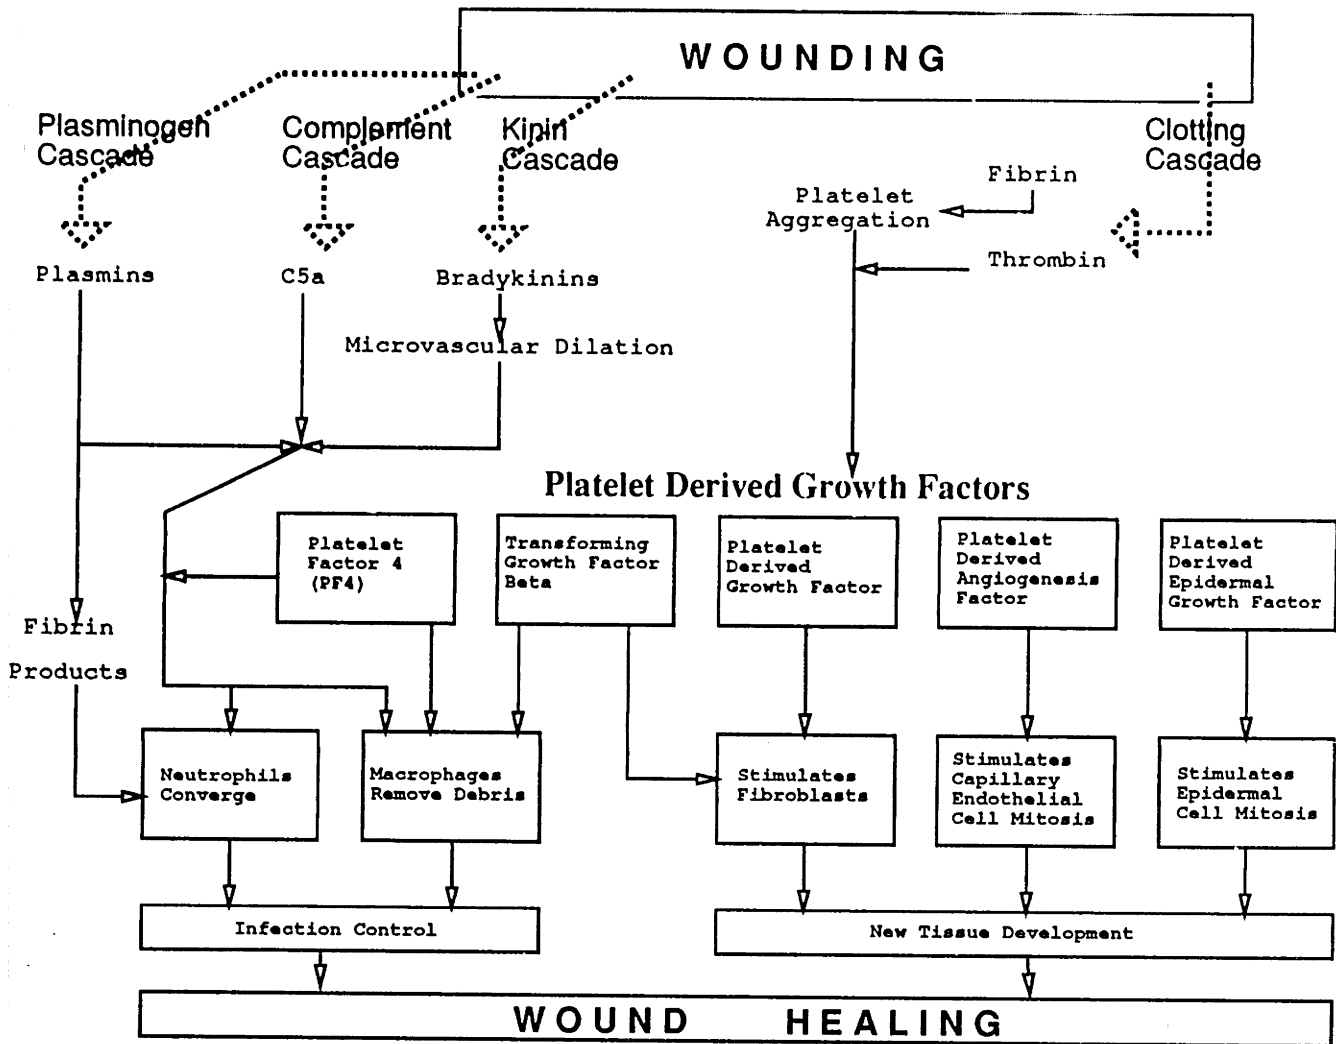 WOUNDING
Plasminogen
Cascade
Complement
Cascade
Kinin
Cascade
Clotting
Cascade
Fibrin
Platelet
Aggregation
Thrombin
Plasmins
C5a
Bradykinins
Microvascular Dilation
Platelet Derived Growth Factors
Platelet
Factor 4
(PF4)
Transforming
Growth Factor
Beta
Platelet
Derived
Growth Factor
Platelet
Derived
Angiogenesis
Factor
Platelet
Derived
Epidermal
Growth Factor
Fibrin
Products
Neutrophils
Converge
Macrophages
Remove Debris
Stimulates
Fibroblasts
Stimulates
Capillary
Endothelial
Cell Mitosis
Stimulates
Epidermal
Cell Mitosis
Infection Control
New Tissue Development
WOUND HEALING